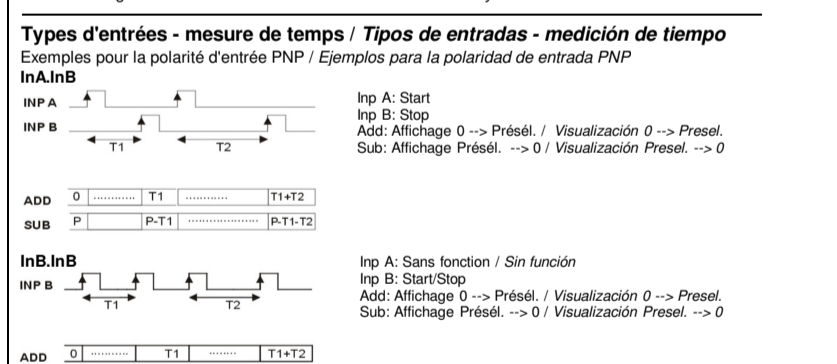 Types d'entrées - mesure de temps / Tipos de entradas - medición de tiempo
Exemples pour la polarité d'entrée PNP / Ejemplos para la polaridad de entrada PNP
InA.InB
INP A
INP B
T1 T2
Inp A: Start
Inp B: Stop
Add: Affichage 0 --> Présél. / Visualización 0 --> Presel.
Sub: Affichage Présél. --> 0 / Visualización Presel. --> 0
ADD 0 ............ T1 ............ T1+T2
SUB P P-T1 .................... P-T1-T2
InB.InB
INP B
T1 T2
Inp A: Sans fonction / Sin función
Inp B: Start/Stop
Add: Affichage 0 --> Présél. / Visualización 0 --> Presel.
Sub: Affichage Présél. --> 0 / Visualización Presel. --> 0
ADD 0 ........... T1 ........ T1+T2